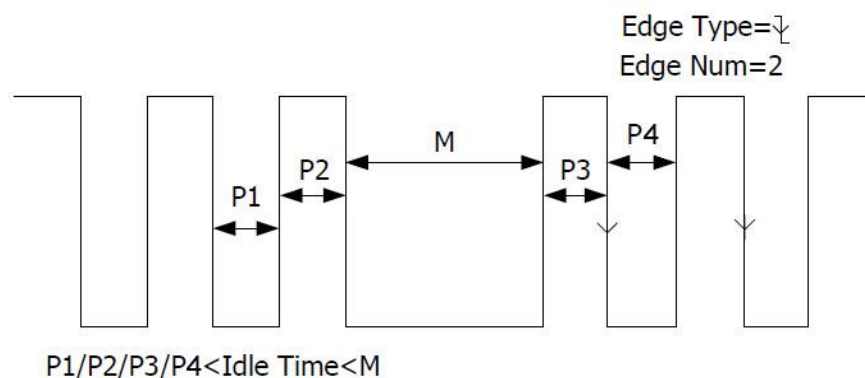 Edge Type=
Edge Num=2
M
P4
P2
P3
P1
P1/P2/P3/P4<Idle Time<M